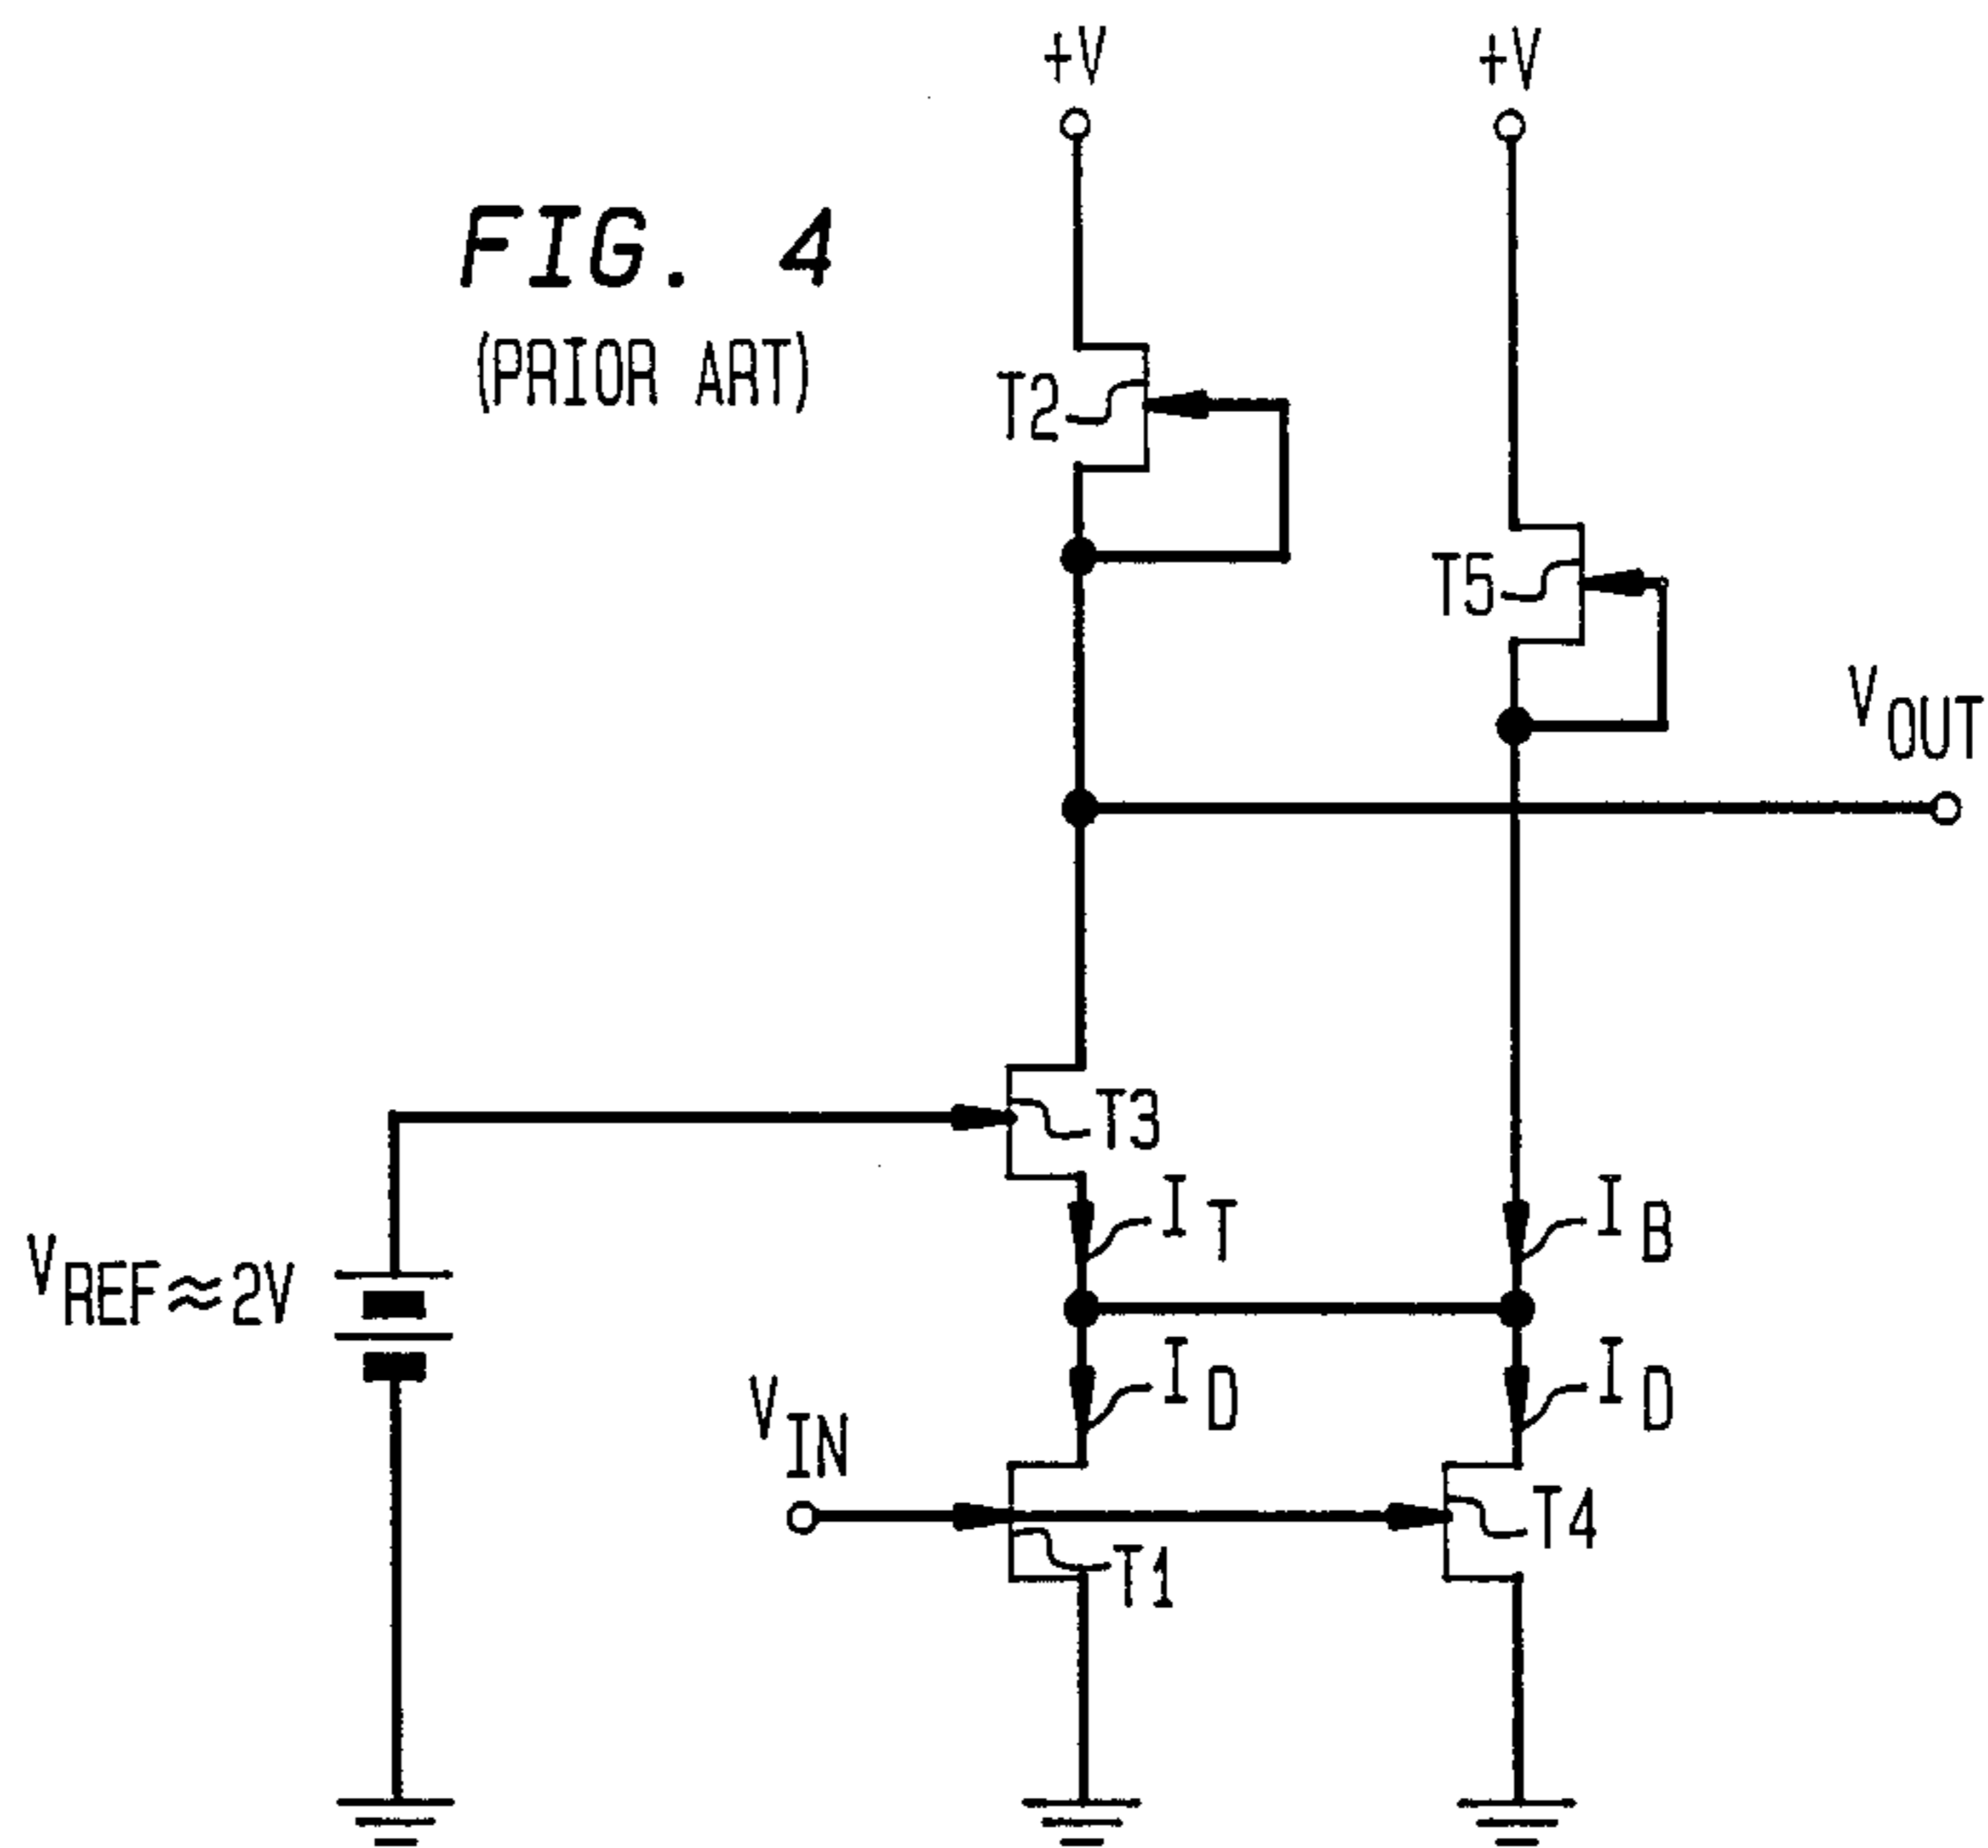 +V
+V
FIG. 4
(PRIOR ART)
T2
T5
VOUT
T3
IT
IB
VREF≈2V
ID
ID
VIN
T4
T1